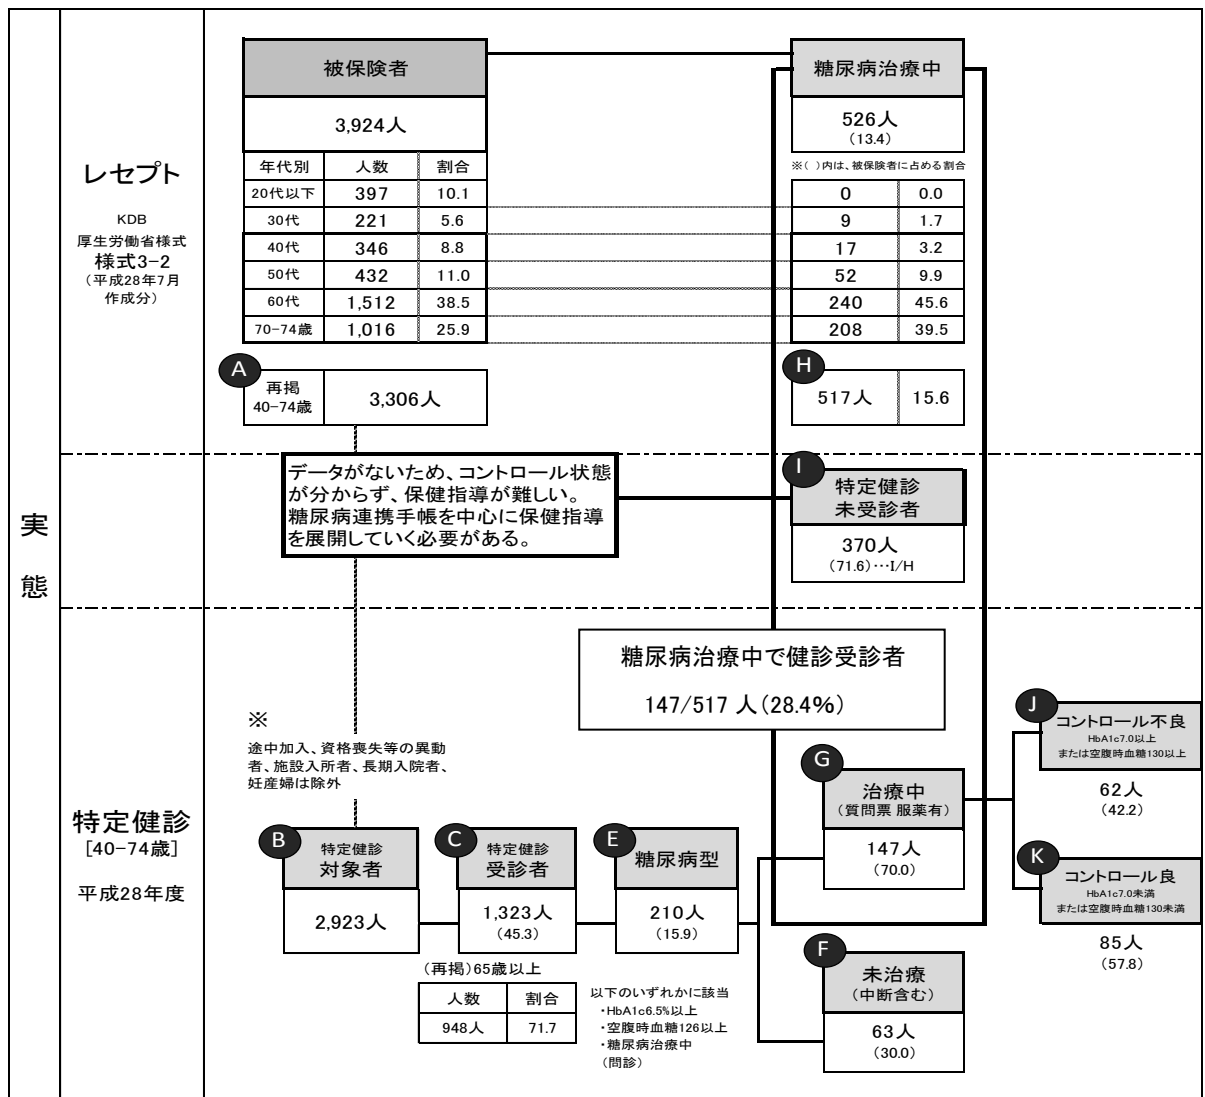 実
態
レセプト
KDB
厚生労働省様式
様式3-2
(平成28年7月
作成分)
被保険者
3,924人
年代別 人数 割合
20代以下 397 10.1
30代 221 5.6
40代 346 8.8
50代 432 11.0
60代 1,512 38.5
70-74歳 1,016 25.9
糖尿病治療中
526人
(13.4)
※( )内は、被保険者に占める割合
0 0.0
9 1.7
17 3.2
52 9.9
240 45.6
208 39.5
A
再掲
40-74歳
3,306人
H
517人 15.6
データがないため、コントロール状態
が分からず、保健指導が難しい。
糖尿病連携手帳を中心に保健指導
を展開していく必要がある。
I
特定健診
未受診者
370人
(71.6)…I/H
糖尿病治療中で健診受診者
147/517 人(28.4%)
特定健診
[40-74歳]
平成28年度
※
途中加入、資格喪失等の異動
者、施設入所者、長期入院者、
妊産婦は除外
B
特定健診
対象者
2,923人
C
特定健診
受診者
1,323人
(45.3)
(再掲)65歳以上
人数 割合
948人 71.7
E
糖尿病型
210人
(15.9)
以下のいずれかに該当
・HbA1c6.5%以上
・空腹時血糖126以上
・糖尿病治療中
(問診)
G
治療中
(質問票 服薬有)
147人
(70.0)
F
未治療
(中断含む)
63人
(30.0)
J
コントロール不良
HbA1c7.0以上
または空腹時血糖130以上
62人
(42.2)
K
コントロール良
HbA1c7.0未満
または空腹時血糖130未満
85人
(57.8)